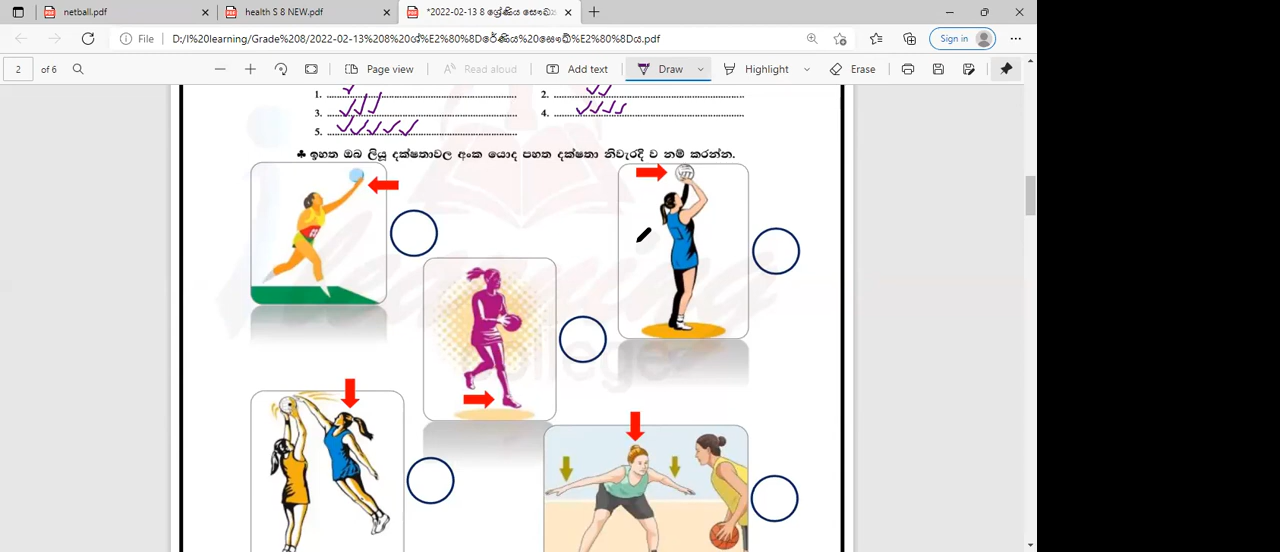 netball.pdf
health S 8 NEW.pdf
*2022-02-13 8 ශ්‍රේණිය සෞඛ්‍ය
File
D:/I%20learning/Grade%208/2022-02-13%208%20ශ්%E2%80%8Dරේණිය%20සෞඛ්%E2%80%8Dය.pdf
Sign in
2 of 6
Page view
Read aloud
Add text
Draw
Highlight
Erase
1.
2.
3.
4.
5.
♣ ඉහත ඔබ ලියූ දක්ෂතාවල අංක යොද පහත දක්ෂතා නිවැරදි ව නම් කරන්න.
learning
College